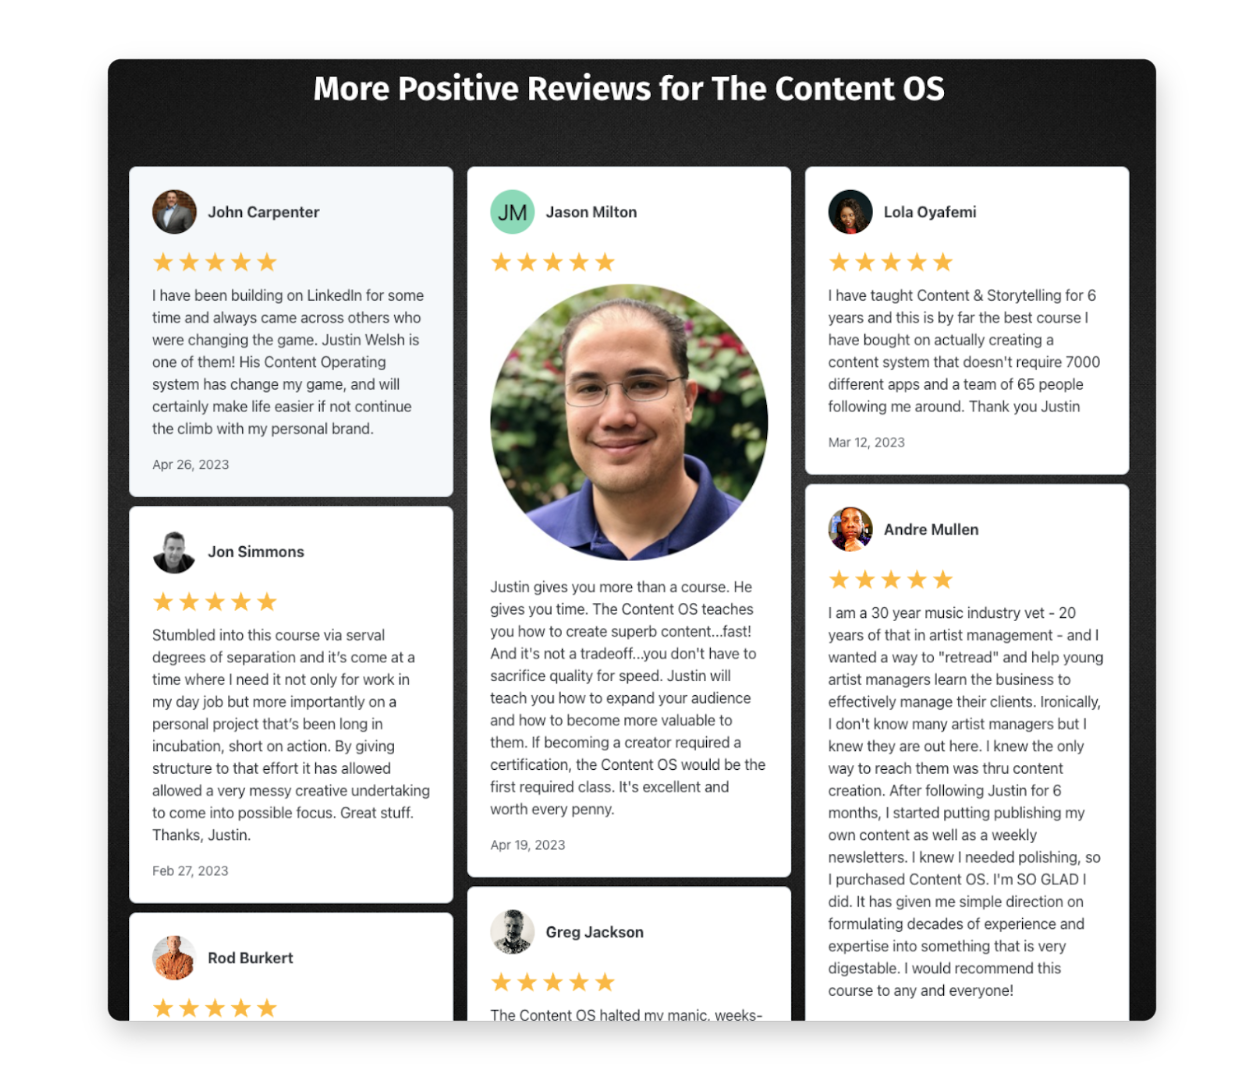 More Positive Reviews for The Content OS
John Carpenter
I have been building on LinkedIn for some
time and always came across others who
were changing the game. Justin Welsh is
one of them! His Content Operating
system has change my game, and will
certainly make life easier if not continue
the climb with my personal brand.
Apr 26, 2023
Jon Simmons
Stumbled into this course via serval
degrees of separation and it’s come at a
time where I need it not only for work in
my day job but more importantly on a
personal project that’s been long in
incubation, short on action. By giving
structure to that effort it has allowed
allowed a very messy creative undertaking
to come into possible focus. Great stuff.
Thanks, Justin.
Feb 27, 2023
Rod Burkert
JM
Jason Milton
Justin gives you more than a course. He
gives you time. The Content OS teaches
you how to create superb content...fast!
And it's not a tradeoff...you don't have to
sacrifice quality for speed. Justin will
teach you how to expand your audience
and how to become more valuable to
them. If becoming a creator required a
certification, the Content OS would be the
first required class. It's excellent and
worth every penny.
Apr 19, 2023
Greg Jackson
The Content OS halted my manic, weeks-
Lola Oyafemi
I have taught Content & Storytelling for 6
years and this is by far the best course I
have bought on actually creating a
content system that doesn't require 7000
different apps and a team of 65 people
following me around. Thank you Justin
Mar 12, 2023
Andre Mullen
I am a 30 year music industry vet - 20
years of that in artist management - and I
wanted a way to "retread" and help young
artist managers learn the business to
effectively manage their clients. Ironically,
I don't know many artist managers but I
knew they are out here. I knew the only
way to reach them was thru content
creation. After following Justin for 6
months, I started putting publishing my
own content as well as a weekly
newsletters. I knew I needed polishing, so
I purchased Content OS. I'm SO GLAD I
did. It has given me simple direction on
formulating decades of experience and
expertise into something that is very
digestable. I would recommend this
course to any and everyone!